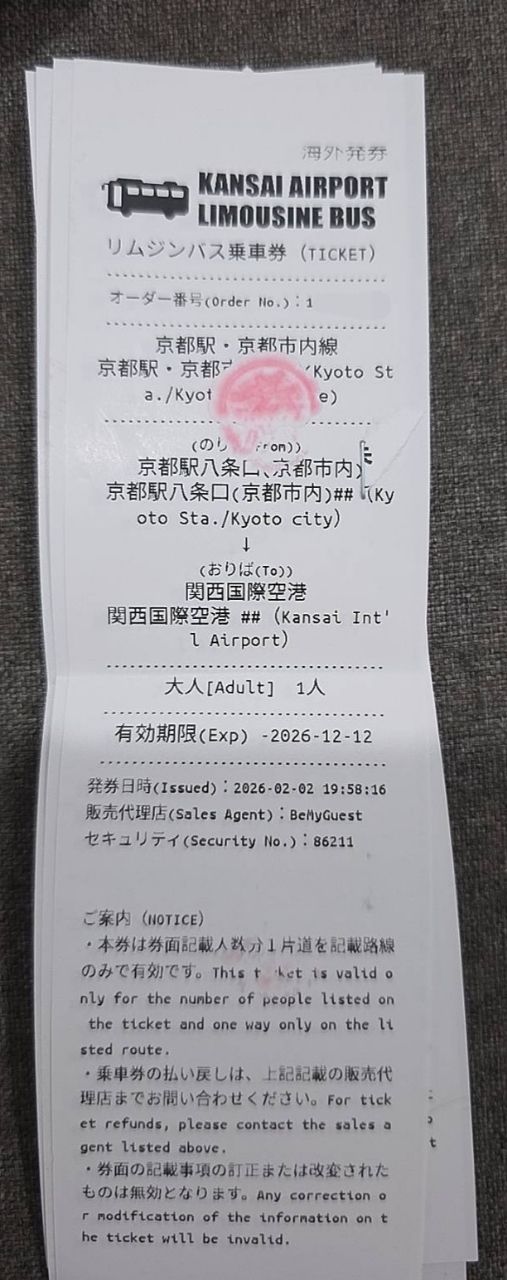 海外発券
KANSAI AIRPORT
LIMOUSINE BUS
リムジンバス乗車券 (TICKET)
オーダー番号(Order No.)：1
京都駅・京都市内線
京都駅・京都 /Kyoto St
a./Kyot e)
(のり rom))
京都駅八条口(京都市内)
京都駅八条口(京都市内)## (Ky
oto Sta./Kyoto city)
↓
(おりば(To))
関西国際空港
関西国際空港 ## (Kansai Int'
l Airport)
大人[Adult] 1人
有効期限(Exp) -2026-12-12
発券日時(Issued)：2026-02-02 19:58:16
販売代理店(Sales Agent)：BeMyGuest
セキュリティ(Security No.)：86211
ご案内 (NOTICE)
・本券は券面記載人数分１片道を記載路線
のみで有効です。This ticket is valid o
nly for the number of people listed on
the ticket and one way only on the li
sted route.
・乗車券の払い戻しは、上記記載の販売代
理店までお問い合わせください。For tick
et refunds, please contact the sales a
gent listed above.
・券面の記載事項の訂正または改変された
ものは無効となります。Any correction o
r modification of the information on t
he ticket will be invalid.